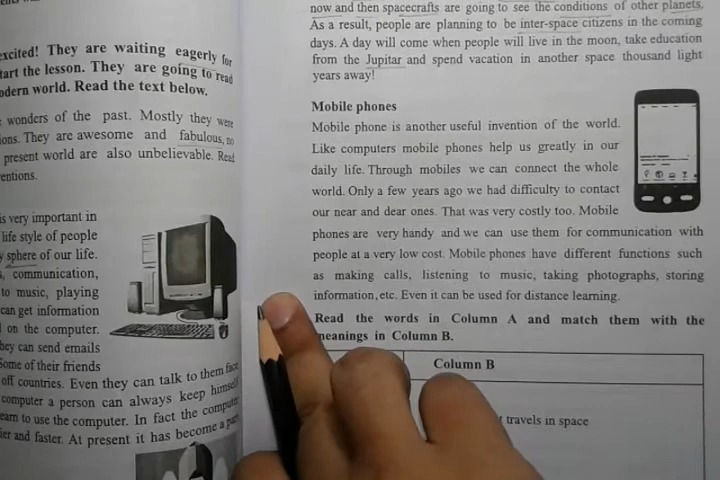 excited! They are waiting eagerly for
start the lesson. They are going to read
odern world. Read the text below.
wonders of the past. Mostly they were
ions. They are awesome and fabulous, no
present world are also unbelievable. Read
entions.
is very important in
life style of people
sphere of our life.
communication,
to music, playing
can get information
on the computer.
hey can send emails
Some of their friends
off countries. Even they can talk to them face
computer a person can always keep himself
earn to use the computer. In fact the computer
ier and faster. At present it has become a part
now and then spacecrafts are going to see the conditions of other planets.
As a result, people are planning to be inter-space citizens in the coming
days. A day will come when people will live in the moon, take education
from the Jupitar and spend vacation in another space thousand light
years away!
Mobile phones
Mobile phone is another useful invention of the world.
Like computers mobile phones help us greatly in our
daily life. Through mobiles we can connect the whole
world. Only a few years ago we had difficulty to contact
our near and dear ones. That was very costly too. Mobile
phones are very handy and we can use them for communication with
people at a very low cost. Mobile phones have different functions such
as making calls, listening to music, taking photographs, storing
information, etc. Even it can be used for distance learning.
Read the words in Column A and match them with the
meanings in Column B.
Column B
travels in space